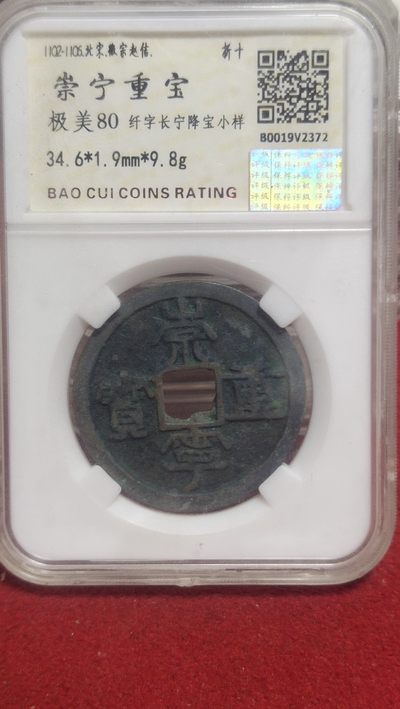 1102-1106.北宋.徽宗赵佶. 折十
崇宁重宝
极美80 纤字长宁降宝小样
B0019V2372
34.6*1.9mm*9.8g
BAO CUI COINS RATING
崇
寳 重
寧